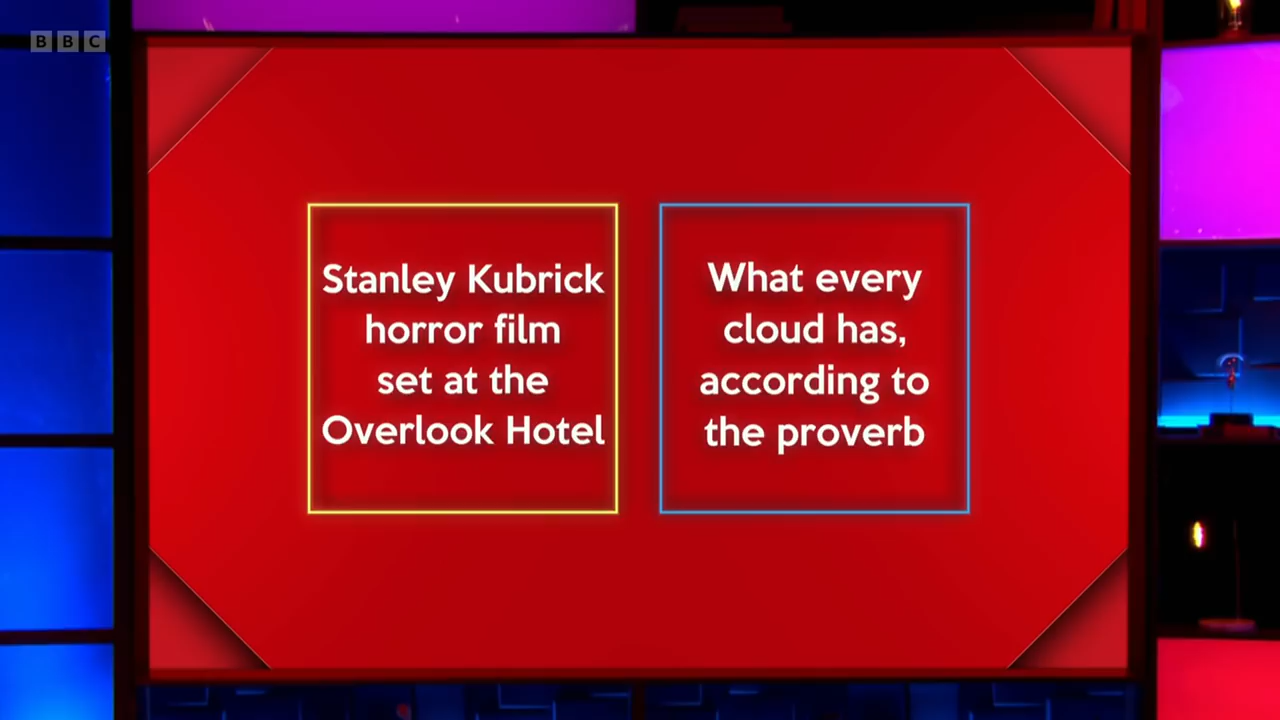 BBC
Stanley Kubrick
horror film
set at the
Overlook Hotel
What every
cloud has,
according to
the proverb